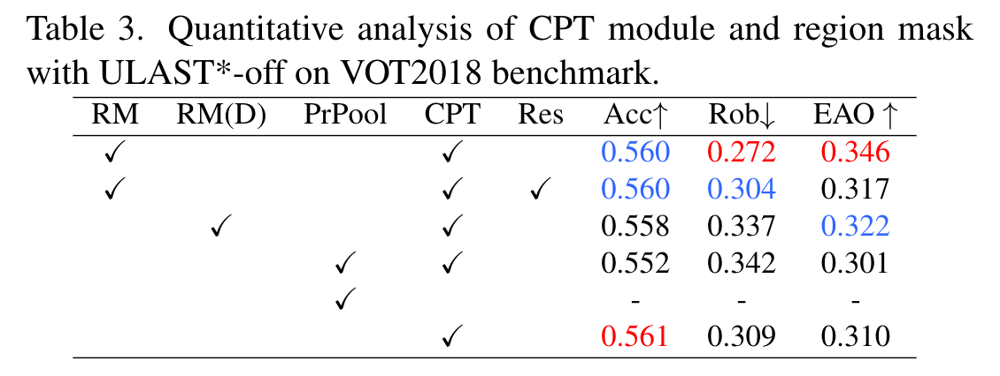 Table 3. Quantitative analysis of CPT module and region mask
with ULAST*-off on VOT2018 benchmark.
RM RM(D) PrPool CPT Res Acc↑ Rob↓ EAO ↑
✓ ✓ 0.560 0.272 0.346
✓ ✓ ✓ 0.560 0.304 0.317
✓ ✓ 0.558 0.337 0.322
✓ ✓ 0.552 0.342 0.301
✓ - - -
✓ 0.561 0.309 0.310